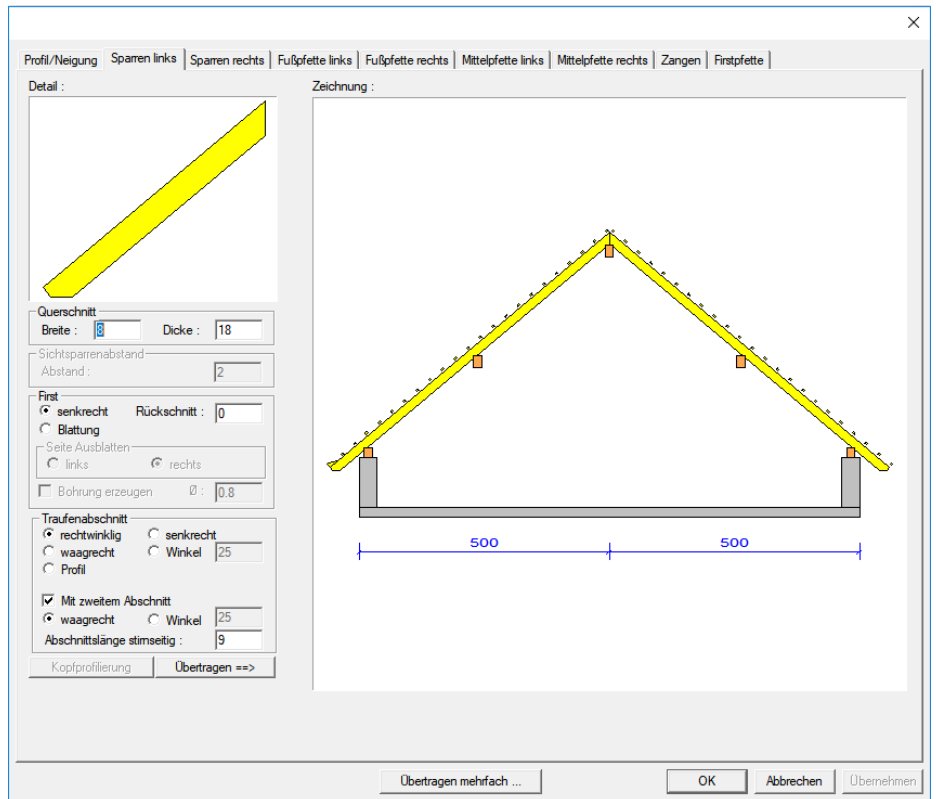 Profil/Neigung Sparren links Sparren rechts Fußpfette links Fußpfette rechts Mittelpfette links Mittelpfette rechts Zangen Firstpfette
Detail :
Zeichnung :
Querschnitt
Breite : 8 Dicke : 18
Sichtsparrenabstand
Abstand : 2
First
senkrecht Rückschnitt : 0
Blattung
Seite Ausblatten
links rechts
Bohrung erzeugen Ø : 0.8
Traufenabschnitt
rechtwinklig senkrecht
waagrecht Winkel 25
Profil
Mit zweitem Abschnitt
waagrecht Winkel 25
Abschnittslänge stirnseitig : 9
Kopfprofilierung Übertragen ==>
500 500
Übertragen mehrfach ... OK Abbrechen Übernehmen